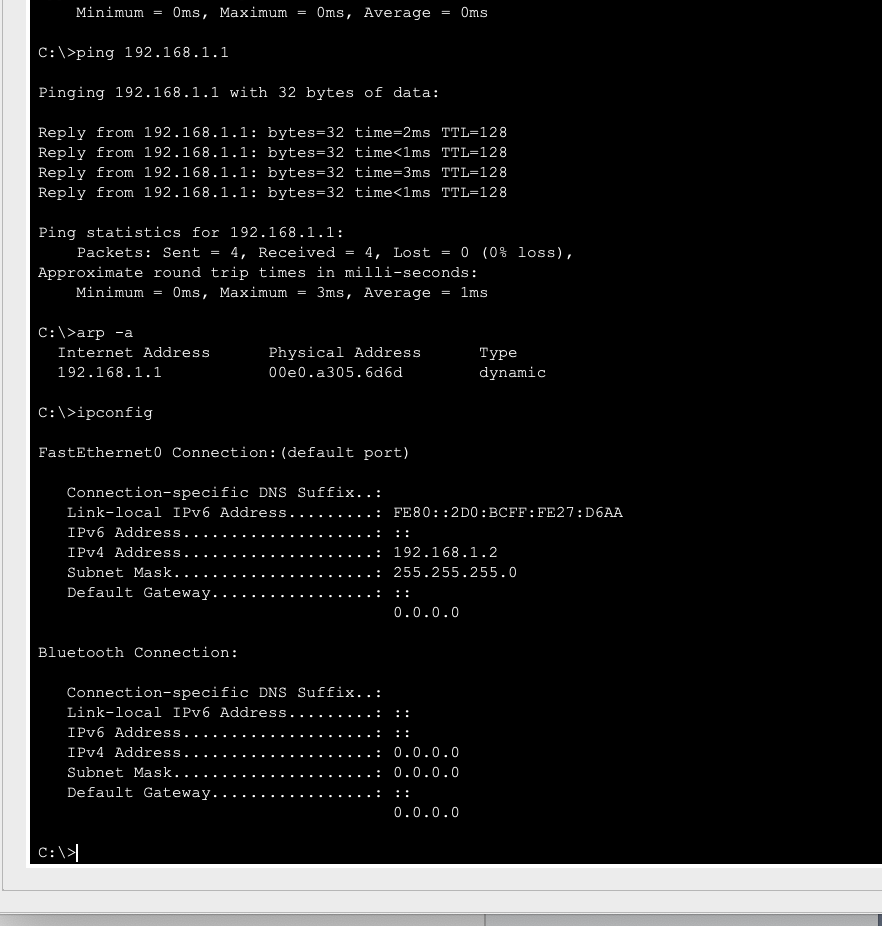 Minimum = 0ms, Maximum = 0ms, Average = 0ms
C:\>ping 192.168.1.1
Pinging 192.168.1.1 with 32 bytes of data:
Reply from 192.168.1.1: bytes=32 time=2ms TTL=128
Reply from 192.168.1.1: bytes=32 time<1ms TTL=128
Reply from 192.168.1.1: bytes=32 time=3ms TTL=128
Reply from 192.168.1.1: bytes=32 time<1ms TTL=128
Ping statistics for 192.168.1.1:
Packets: Sent = 4, Received = 4, Lost = 0 (0% loss),
Approximate round trip times in milli-seconds:
Minimum = 0ms, Maximum = 3ms, Average = 1ms
C:\>arp -a
Internet Address      Physical Address      Type
192.168.1.1           00e0.a305.6d6d        dynamic
C:\>ipconfig
FastEthernet0 Connection:(default port)
Connection-specific DNS Suffix..:
Link-local IPv6 Address.........: FE80::2D0:BCFF:FE27:D6AA
IPv6 Address....................: ::
IPv4 Address....................: 192.168.1.2
Subnet Mask.....................: 255.255.255.0
Default Gateway.................: ::
0.0.0.0
Bluetooth Connection:
Connection-specific DNS Suffix..:
Link-local IPv6 Address.........: ::
IPv6 Address....................: ::
IPv4 Address....................: 0.0.0.0
Subnet Mask.....................: 0.0.0.0
Default Gateway.................: ::
0.0.0.0
C:\>